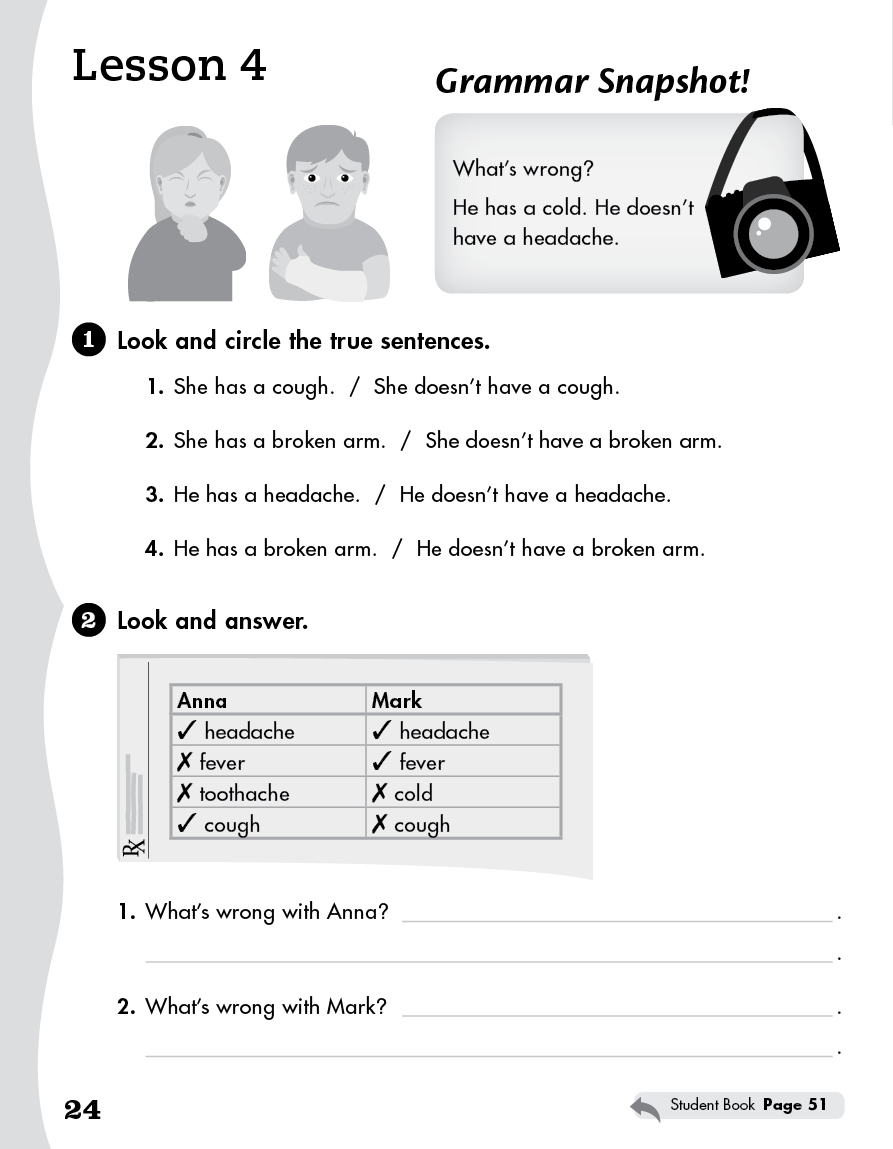 Lesson 4
Grammar Snapshot!
What's wrong?
He has a cold. He doesn't
have a headache.
1 Look and circle the true sentences.
1. She has a cough. / She doesn't have a cough.
2. She has a broken arm. / She doesn't have a broken arm.
3. He has a headache. / He doesn't have a headache.
4. He has a broken arm. / He doesn't have a broken arm.
2 Look and answer.
Anna Mark
✓ headache ✓ headache
✗ fever ✓ fever
✗ toothache ✗ cold
✓ cough ✗ cough
℞
1. What's wrong with Anna? .
.
2. What's wrong with Mark? .
.
24
Student Book Page 51